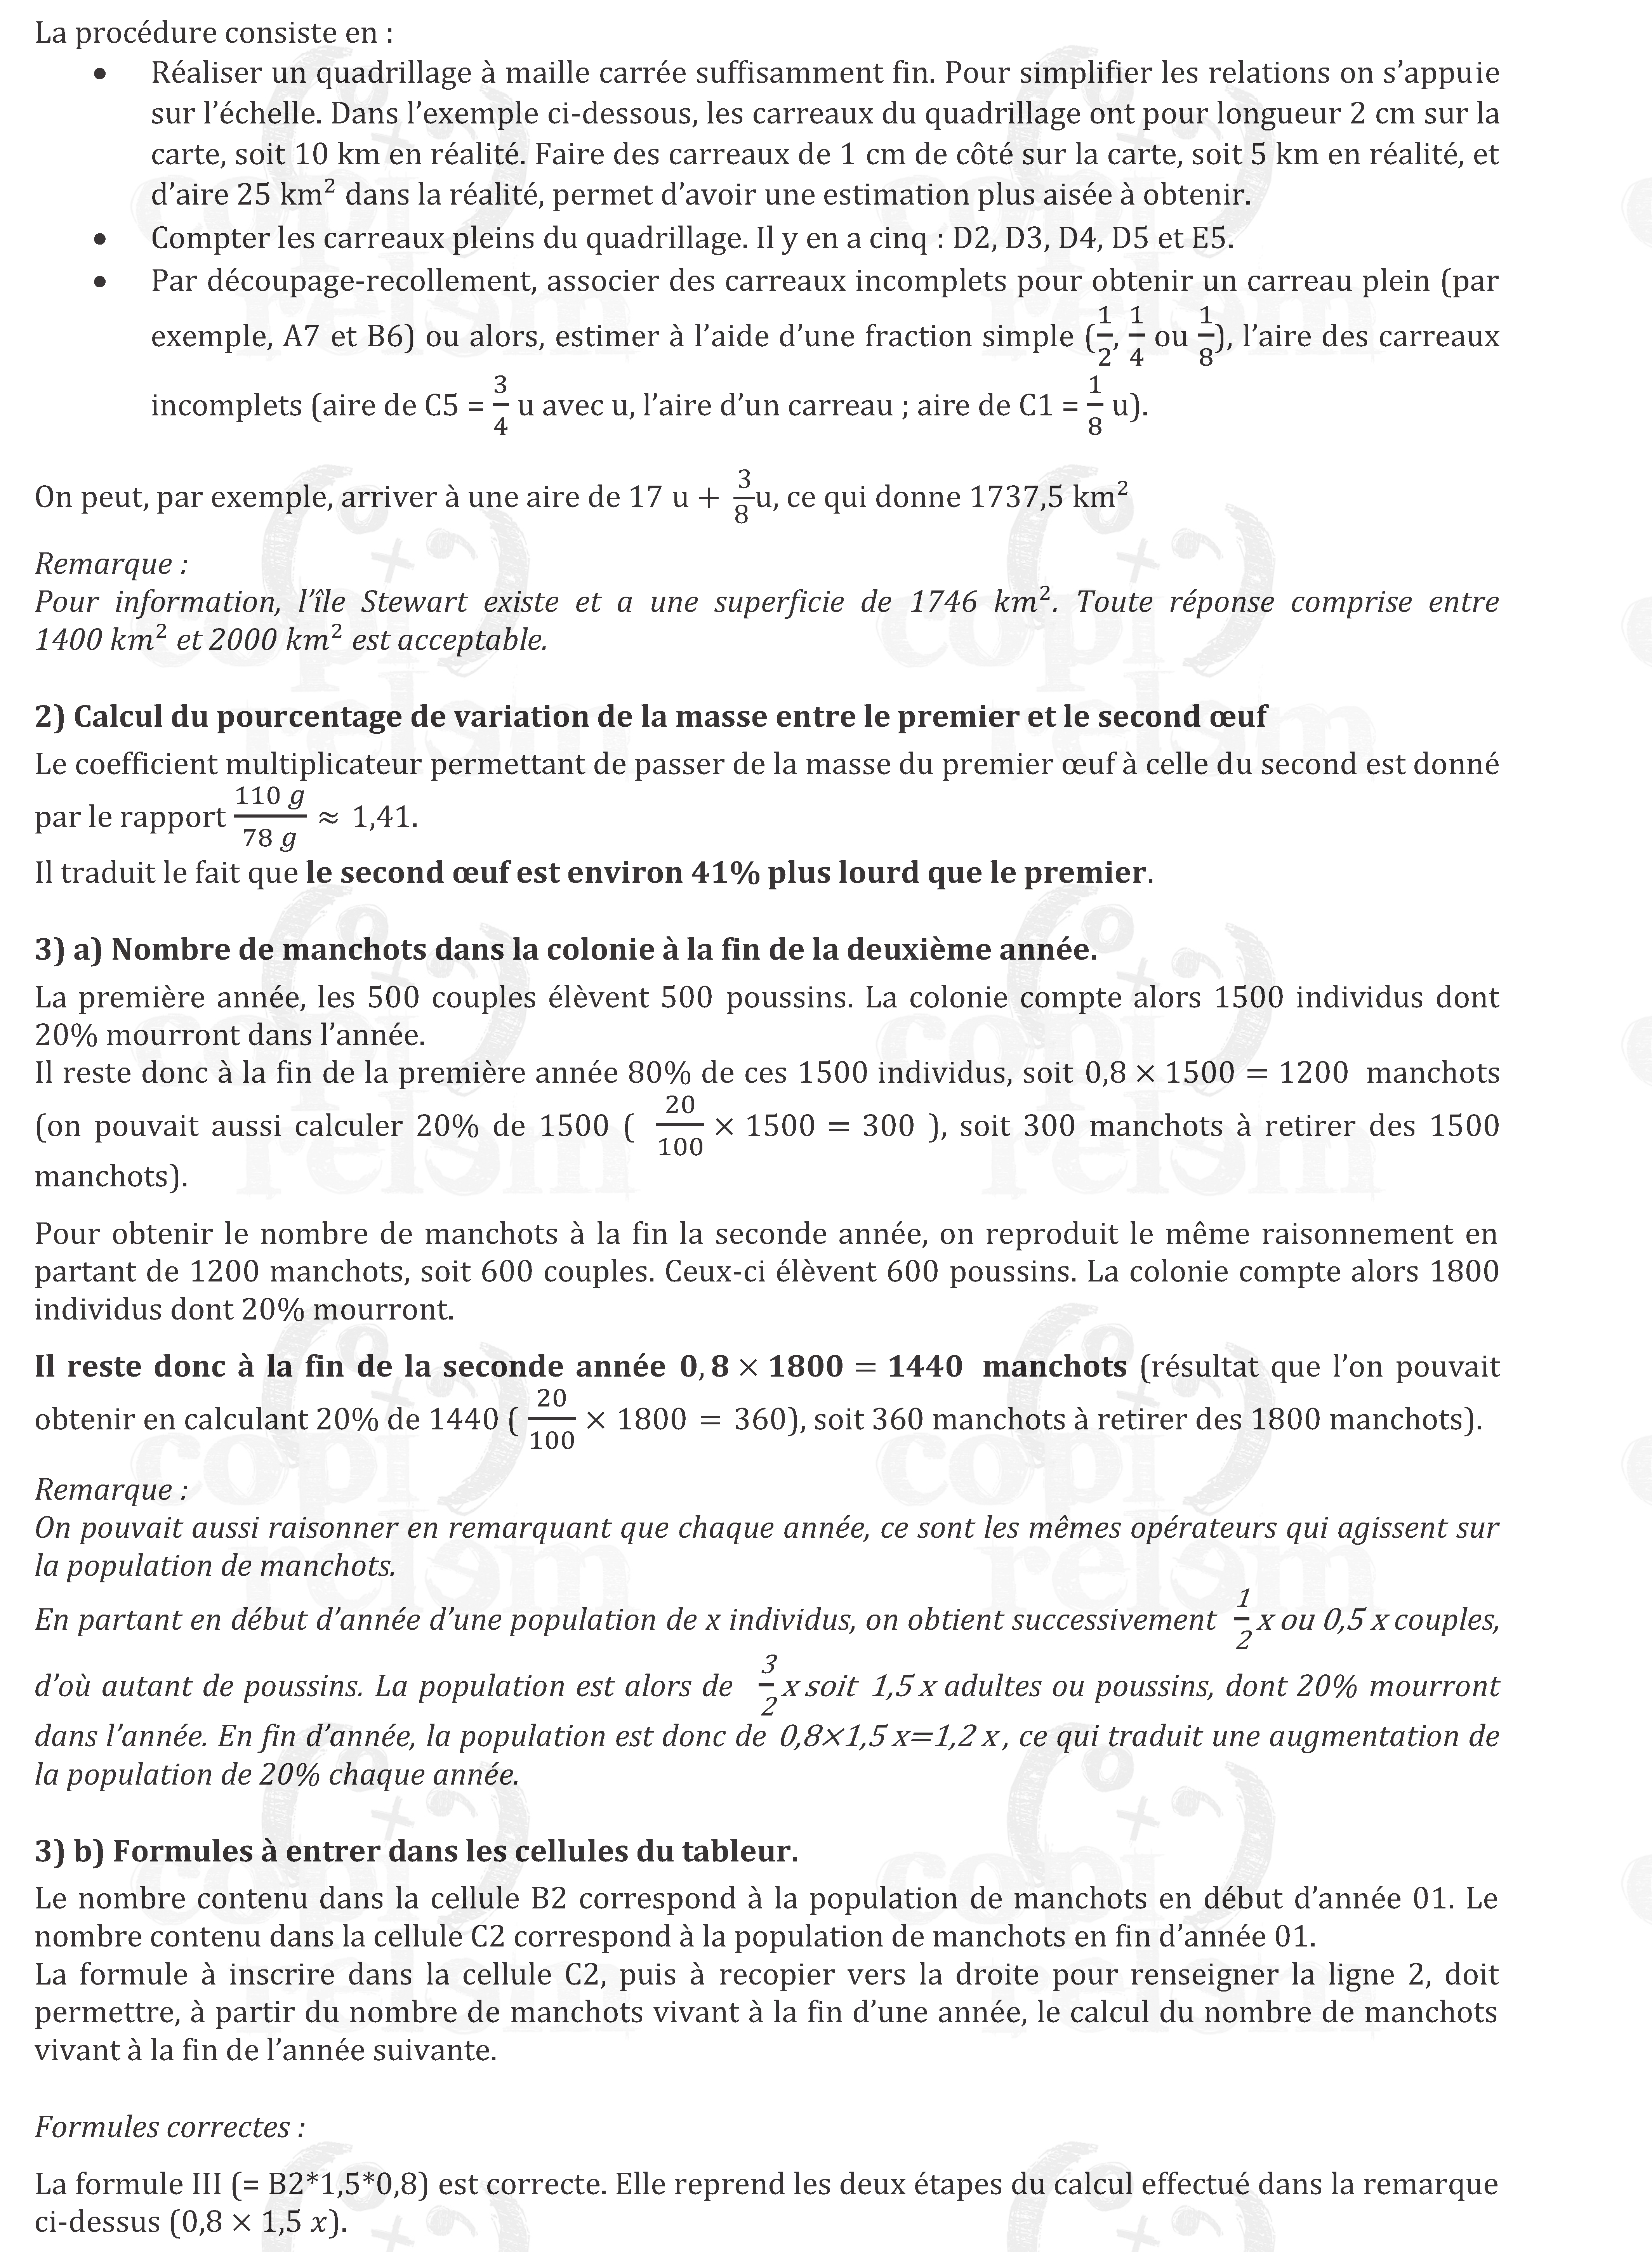 La procédure consiste en :
• Réaliser un quadrillage à maille carrée suffisamment fin. Pour simplifier les relations on s’appuie
sur l’échelle. Dans l’exemple ci-dessous, les carreaux du quadrillage ont pour longueur 2 cm sur la
carte, soit 10 km en réalité. Faire des carreaux de 1 cm de côté sur la carte, soit 5 km en réalité, et
d’aire 25 km² dans la réalité, permet d’avoir une estimation plus aisée à obtenir.
• Compter les carreaux pleins du quadrillage. Il y en a cinq : D2, D3, D4, D5 et E5.
• Par découpage-recollement, associer des carreaux incomplets pour obtenir un carreau plein (par
exemple, A7 et B6) ou alors, estimer à l’aide d’une fraction simple (1/2, 1/4 ou 1/8), l’aire des carreaux
incomplets (aire de C5 = 3/4 u avec u, l’aire d’un carreau ; aire de C1 = 1/8 u).
On peut, par exemple, arriver à une aire de 17 u + 3/8 u, ce qui donne 1737,5 km²
Remarque :
Pour information, l’île Stewart existe et a une superficie de 1746 km². Toute réponse comprise entre
1400 km² et 2000 km² est acceptable.
2) Calcul du pourcentage de variation de la masse entre le premier et le second œuf
Le coefficient multiplicateur permettant de passer de la masse du premier œuf à celle du second est donné
par le rapport 110 g / 78 g ≈ 1,41.
Il traduit le fait que le second œuf est environ 41% plus lourd que le premier.
3) a) Nombre de manchots dans la colonie à la fin de la deuxième année.
La première année, les 500 couples élèvent 500 poussins. La colonie compte alors 1500 individus dont
20% mourront dans l’année.
Il reste donc à la fin de la première année 80% de ces 1500 individus, soit 0,8 × 1500 = 1200 manchots
(on pouvait aussi calculer 20% de 1500 ( 20/100 × 1500 = 300 ), soit 300 manchots à retirer des 1500
manchots).
Pour obtenir le nombre de manchots à la fin la seconde année, on reproduit le même raisonnement en
partant de 1200 manchots, soit 600 couples. Ceux-ci élèvent 600 poussins. La colonie compte alors 1800
individus dont 20% mourront.
Il reste donc à la fin de la seconde année 0,8 × 1800 = 1440 manchots (résultat que l’on pouvait
obtenir en calculant 20% de 1440 ( 20/100 × 1800 = 360), soit 360 manchots à retirer des 1800 manchots).
Remarque :
On pouvait aussi raisonner en remarquant que chaque année, ce sont les mêmes opérateurs qui agissent sur
la population de manchots.
En partant en début d’année d’une population de x individus, on obtient successivement 1/2 x ou 0,5 x couples,
d’où autant de poussins. La population est alors de 3/2 x soit 1,5 x adultes ou poussins, dont 20% mourront
dans l’année. En fin d’année, la population est donc de 0,8×1,5 x=1,2 x, ce qui traduit une augmentation de
la population de 20% chaque année.
3) b) Formules à entrer dans les cellules du tableur.
Le nombre contenu dans la cellule B2 correspond à la population de manchots en début d’année 01. Le
nombre contenu dans la cellule C2 correspond à la population de manchots en fin d’année 01.
La formule à inscrire dans la cellule C2, puis à recopier vers la droite pour renseigner la ligne 2, doit
permettre, à partir du nombre de manchots vivant à la fin d’une année, le calcul du nombre de manchots
vivant à la fin de l’année suivante.
Formules correctes :
La formule III (= B2*1,5*0,8) est correcte. Elle reprend les deux étapes du calcul effectué dans la remarque
ci-dessus (0,8 × 1,5 x).